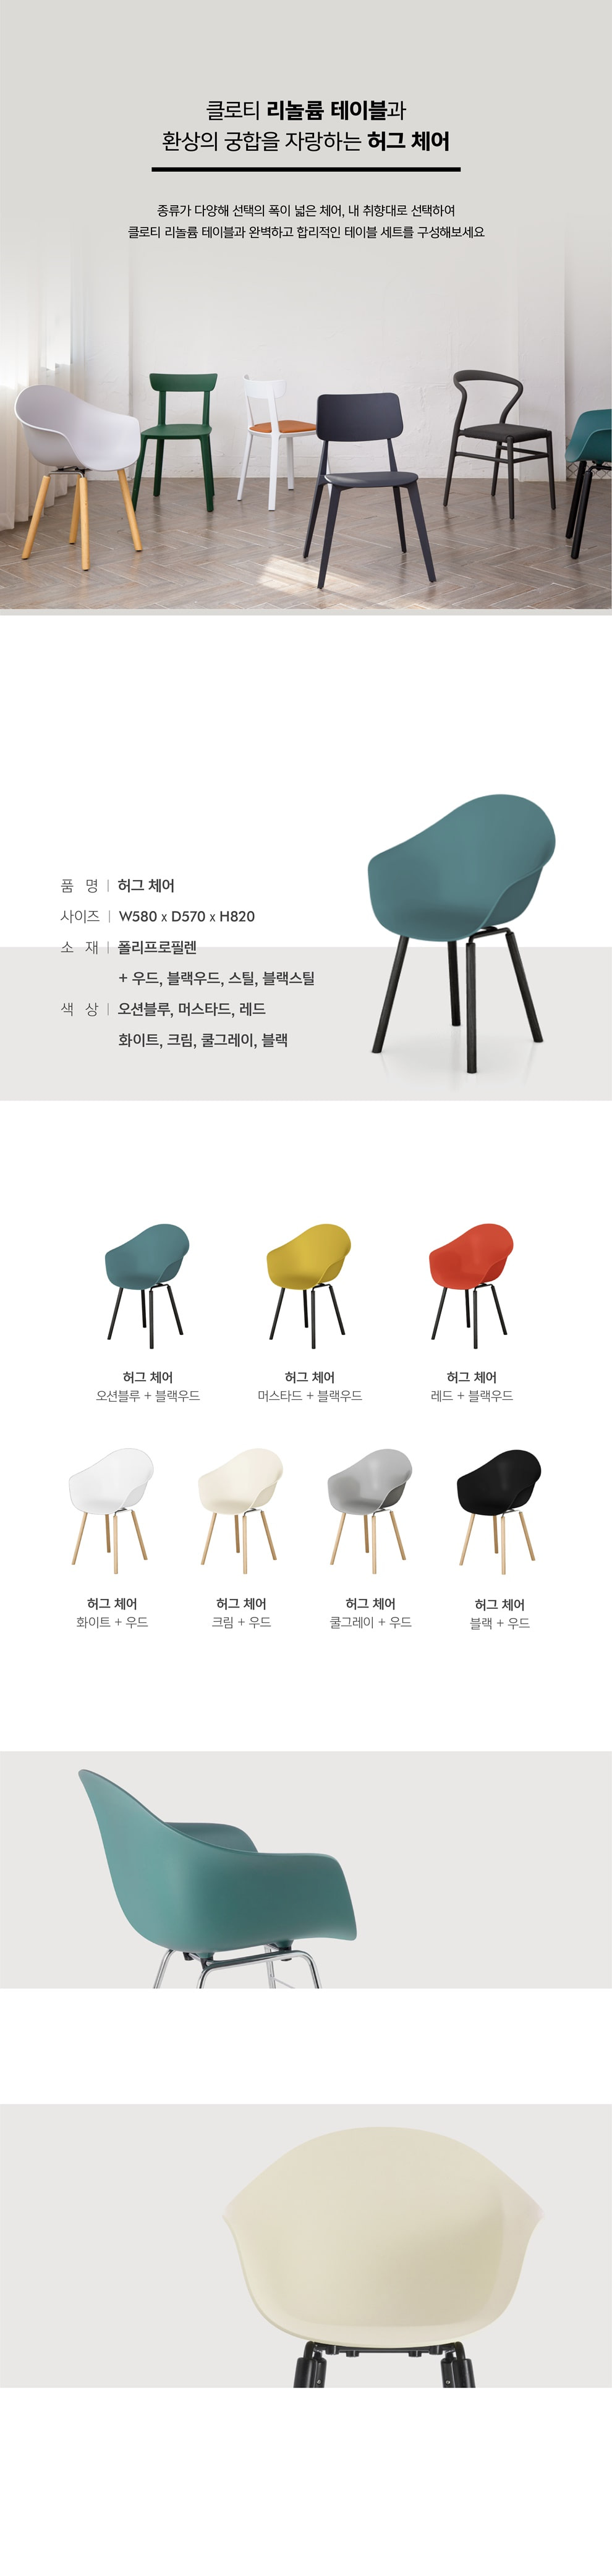 클로티 리놀륨 테이블과
환상의 궁합을 자랑하는 허그 체어
종류가 다양해 선택의 폭이 넓은 체어, 내 취향대로 선택하여
클로티 리놀륨 테이블과 완벽하고 합리적인 테이블 세트를 구성해보세요
품 명 | 허그 체어
사이즈 | W580 x D570 x H820
소 재 | 폴리프로필렌
+ 우드, 블랙우드, 스틸, 블랙스틸
색 상 | 오션블루, 머스타드, 레드
화이트, 크림, 쿨그레이, 블랙
허그 체어 허그 체어 허그 체어
오션블루 + 블랙우드 머스타드 + 블랙우드 레드 + 블랙우드
허그 체어 허그 체어 허그 체어 허그 체어
화이트 + 우드 크림 + 우드 쿨그레이 + 우드 블랙 + 우드